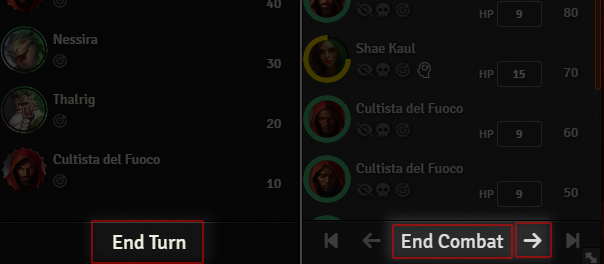 40
Nessira
30
Thalrig
20
Cultista del Fuoco
10
End Turn
HP 9 80
Shae Kaul
HP 15 70
Cultista del Fuoco
HP 9 60
Cultista del Fuoco
HP 9 50
End Combat